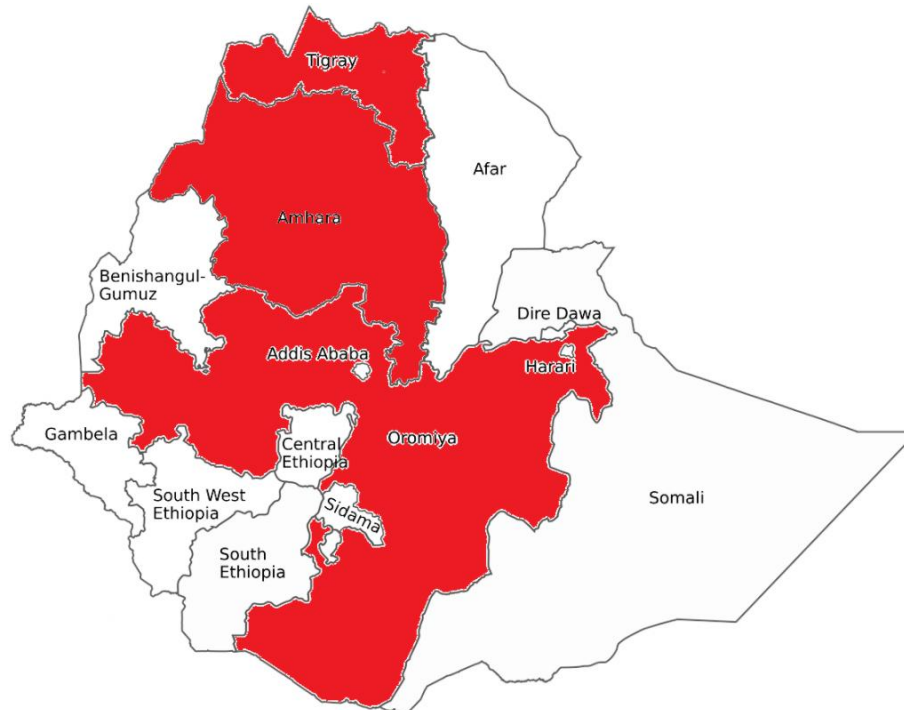 Tigray
Afar
Amhara
Benishangul-
Gumuz
Dire Dawa
Addis Ababa
Harari
Gambela
Central
Ethiopia
Oromiya
South West
Ethiopia
Somali
Sidama
South
Ethiopia